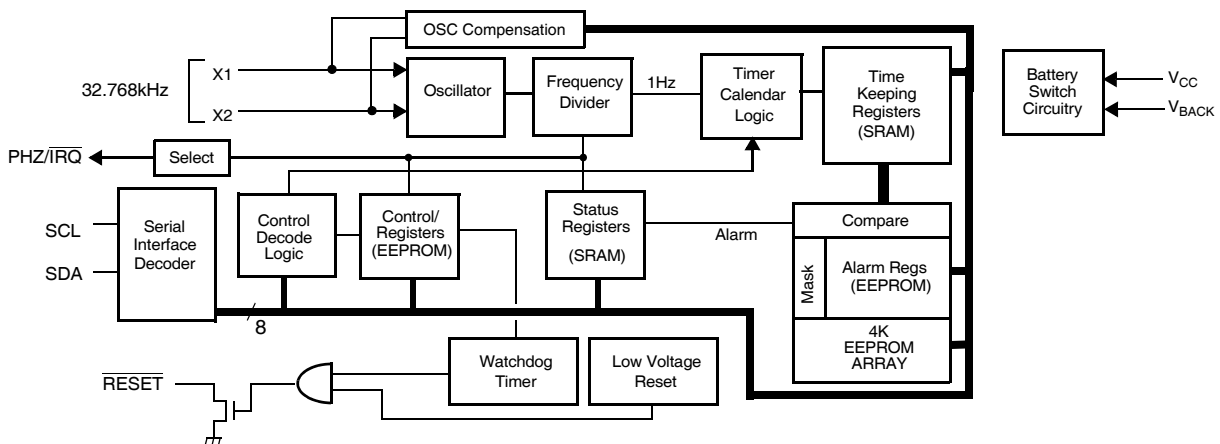 OSC Compensation
32.768kHz
X1
X2
Oscillator
Frequency
Divider
1Hz
Timer
Calendar
Logic
Time
Keeping
Registers
(SRAM)
Battery
Switch
Circuitry
VCC
VBACK
PHZ/IRQ
Select
SCL
SDA
Serial
Interface
Decoder
Control
Decode
Logic
Control/
Registers
(EEPROM)
Status
Registers
(SRAM)
Alarm
Compare
Mask
Alarm Regs
(EEPROM)
4K
EEPROM
ARRAY
8
RESET
Watchdog
Timer
Low Voltage
Reset